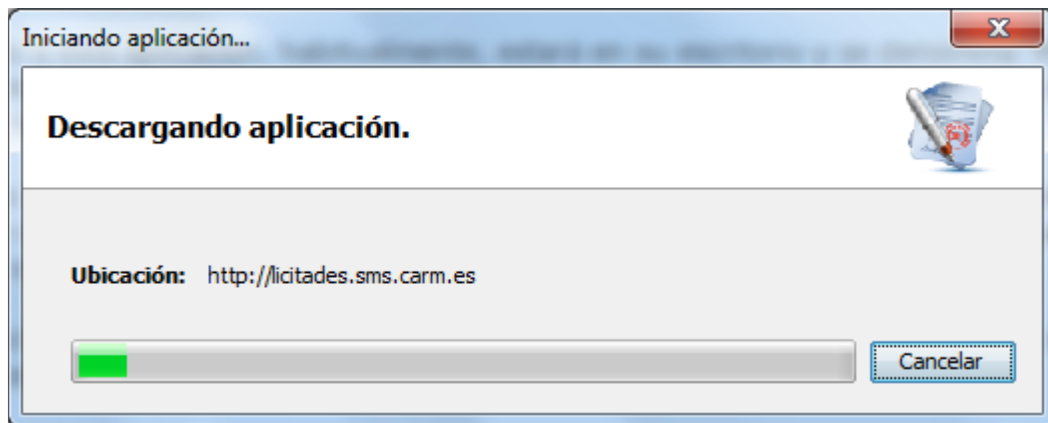 Iniciando aplicación...
Descargando aplicación.
Ubicación: http://licitades.sms.carm.es
Cancelar